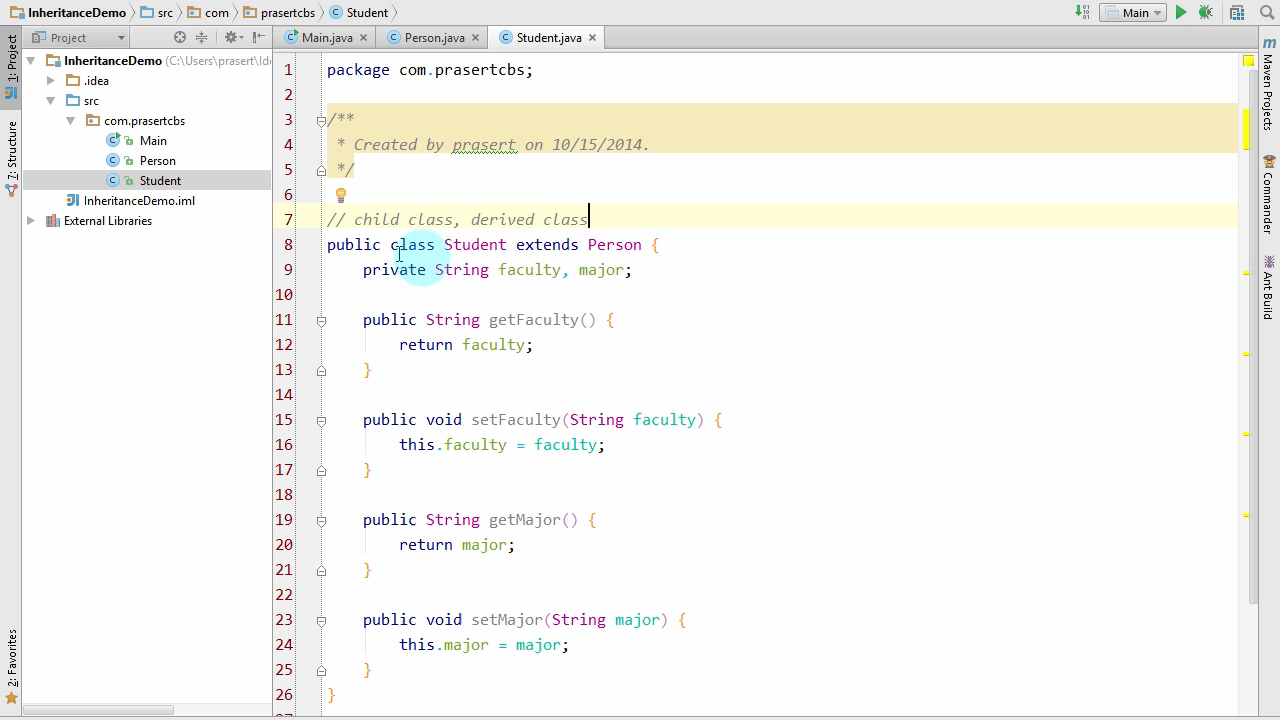 InheritanceDemo src com prasertcbs Student Main
Project Main.java Person.java Student.java
1: Project
7: Structure
2: Favorites
InheritanceDemo (C:\Users\prasert\Ide
.idea
src
com.prasertcbs
Main
Person
Student
InheritanceDemo.iml
External Libraries
1 package com.prasertcbs;
2
3 /**
4 * Created by prasert on 10/15/2014.
5 */
6
7 // child class, derived class
8 public class Student extends Person {
9 private String faculty, major;
10
11 public String getFaculty() {
12 return faculty;
13 }
14
15 public void setFaculty(String faculty) {
16 this.faculty = faculty;
17 }
18
19 public String getMajor() {
20 return major;
21 }
22
23 public void setMajor(String major) {
24 this.major = major;
25 }
26 }
Maven Projects
Commander
Ant Build